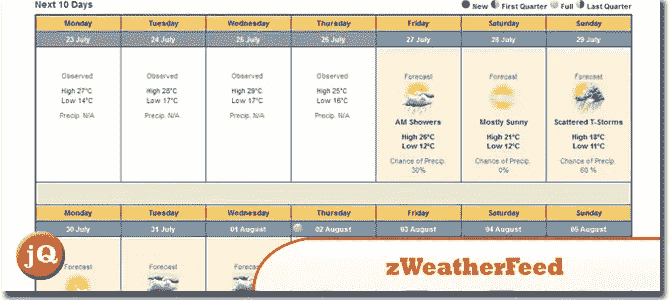 Next 10 Days
New First Quarter Full Last Quarter
Monday Tuesday Wednesday Thursday Friday Saturday Sunday
23 July 24 July 25 July 26 July 27 July 28 July 29 July
Observed Observed Observed Observed Forecast Forecast Forecast
AM Showers Mostly Sunny Scattered T-Storms
High 27°C High 25°C High 29°C High 25°C High 26°C High 21°C High 18°C
Low 14°C Low 17°C Low 17°C Low 16°C Low 12°C Low 12°C Low 11°C
Precip. N/A Precip. N/A Precip. N/A Precip. N/A Chance of Precip. Chance of Precip. Chance of Precip.
30% 0% 60 %
Monday Tuesday Wednesday Thursday Friday Saturday Sunday
30 July 31 July 01 August 02 August 03 August 04 August 05 August
Forecast Forecast Forecast
jQ
zWeatherFeed